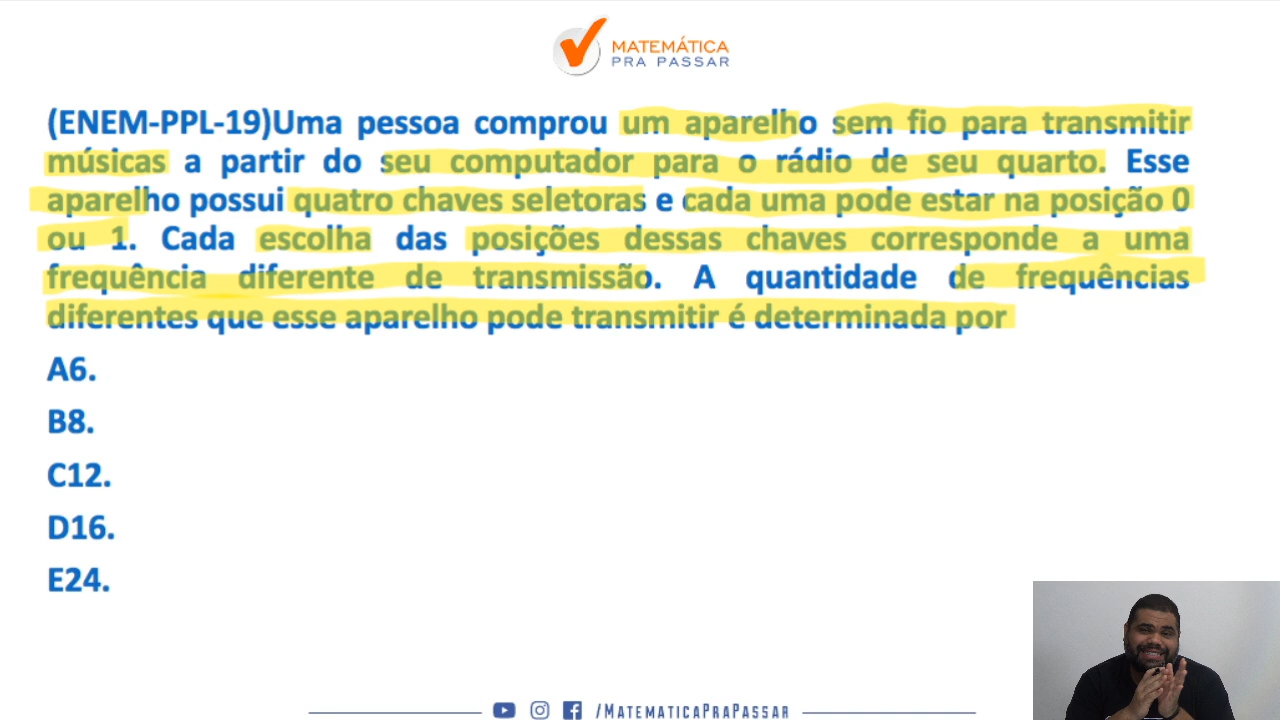 MATEMÁTICA
PRA PASSAR
(ENEM-PPL-19)Uma pessoa comprou um aparelho sem fio para transmitir
músicas a partir do seu computador para o rádio de seu quarto. Esse
aparelho possui quatro chaves seletoras e cada uma pode estar na posição 0
ou 1. Cada escolha das posições dessas chaves corresponde a uma
frequência diferente de transmissão. A quantidade de frequências
diferentes que esse aparelho pode transmitir é determinada por
A6.
B8.
C12.
D16.
E24.
/MATEMATICAPRAPASSAR